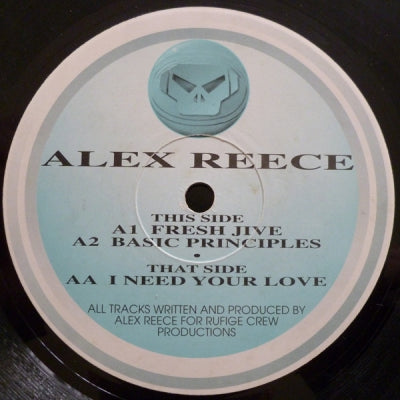 ALEX REECE
THIS SIDE
A1 FRESH JIVE
A2 BASIC PRINCIPLES
THAT SIDE
AA I NEED YOUR LOVE
ALL TRACKS WRITTEN AND PRODUCED BY
ALEX REECE FOR RUFIGE CREW
PRODUCTIONS